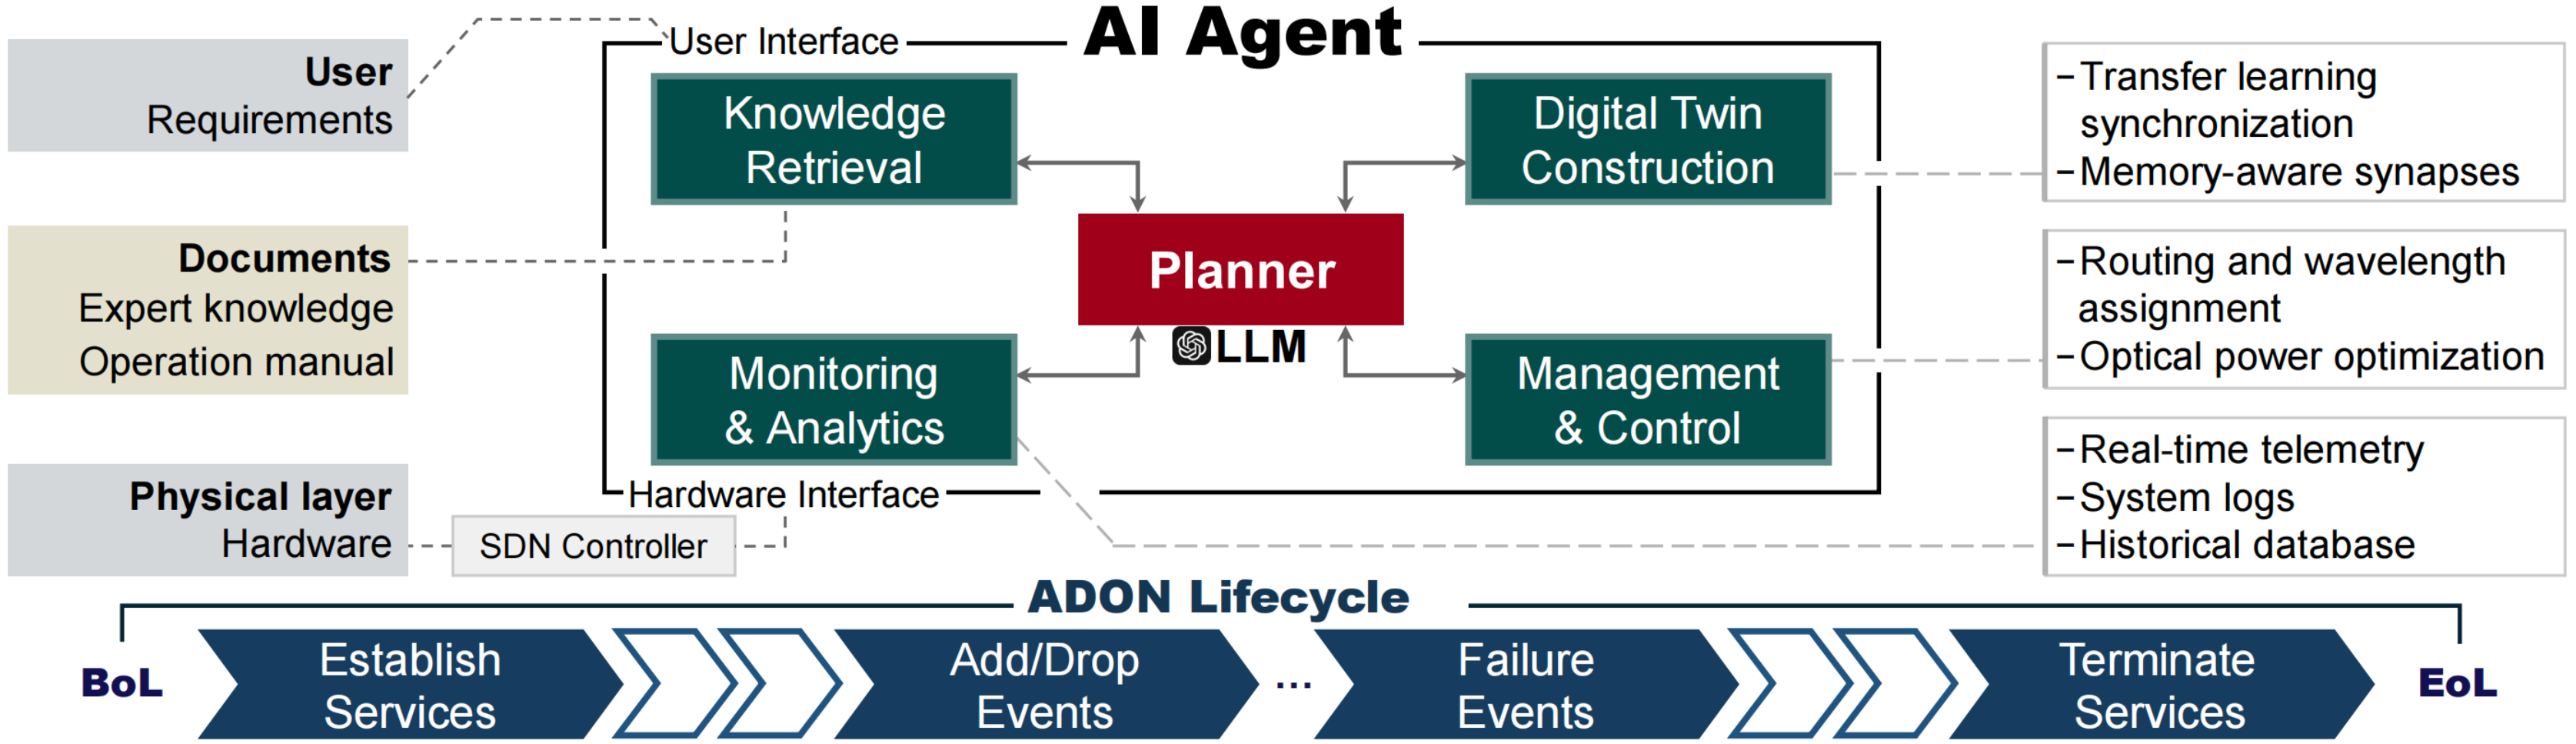 AI Agent
User Interface
User
Requirements
Documents
Expert knowledge
Operation manual
Physical layer
Hardware
SDN Controller
Hardware Interface
Knowledge
Retrieval
Digital Twin
Construction
Planner
LLM
Monitoring
& Analytics
Management
& Control
–Transfer learning
synchronization
–Memory-aware synapses
–Routing and wavelength
assignment
–Optical power optimization
–Real-time telemetry
–System logs
–Historical database
ADON Lifecycle
BoL
Establish
Services
Add/Drop
Events
...
Failure
Events
Terminate
Services
EoL